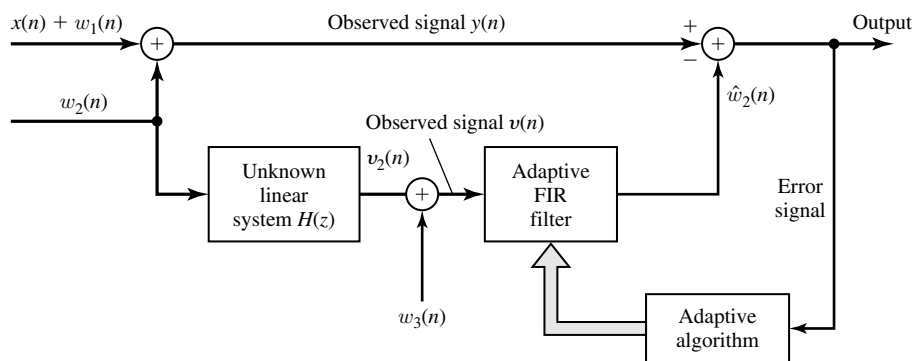 x(n) + w₁(n)
Observed signal y(n)
Output
+
+
−
+
w₂(n)
ŵ₂(n)
Observed signal υ(n)
υ₂(n)
Unknown
linear
system H(z)
+
Adaptive
FIR
filter
Error
signal
w₃(n)
Adaptive
algorithm